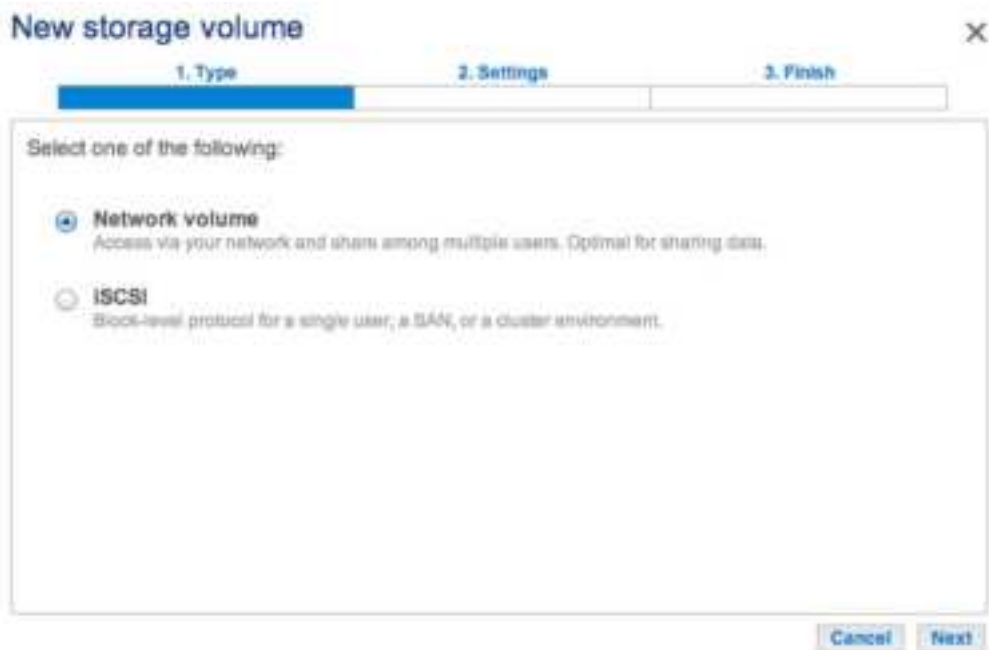 New storage volume
1. Type
2. Settings
3. Finish
Select one of the following:
Network volume
Access via your network and share among multiple users. Optimal for sharing data.
iSCSI
Block-level protocol for a single user, a SAN, or a cluster environment.
Cancel
Next